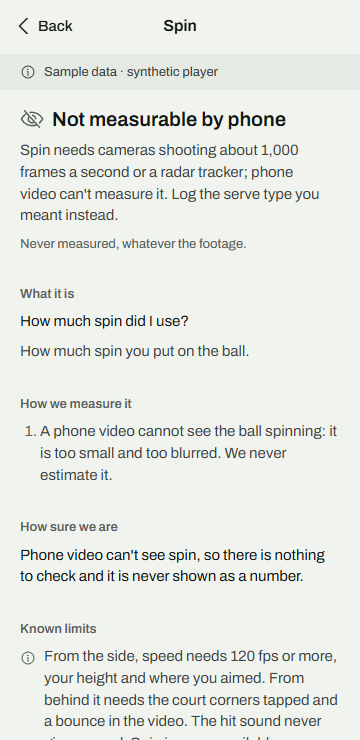 Back
Spin
Sample data · synthetic player
Not measurable by phone
Spin needs cameras shooting about 1,000
frames a second or a radar tracker; phone
video can't measure it. Log the serve type you
meant instead.
Never measured, whatever the footage.
What it is
How much spin did I use?
How much spin you put on the ball.
How we measure it
1. A phone video cannot see the ball spinning: it
is too small and too blurred. We never
estimate it.
How sure we are
Phone video can't see spin, so there is nothing
to check and it is never shown as a number.
Known limits
From the side, speed needs 120 fps or more,
your height and where you aimed. From
behind it needs the court corners tapped and
a bounce in the video. The hit sound never